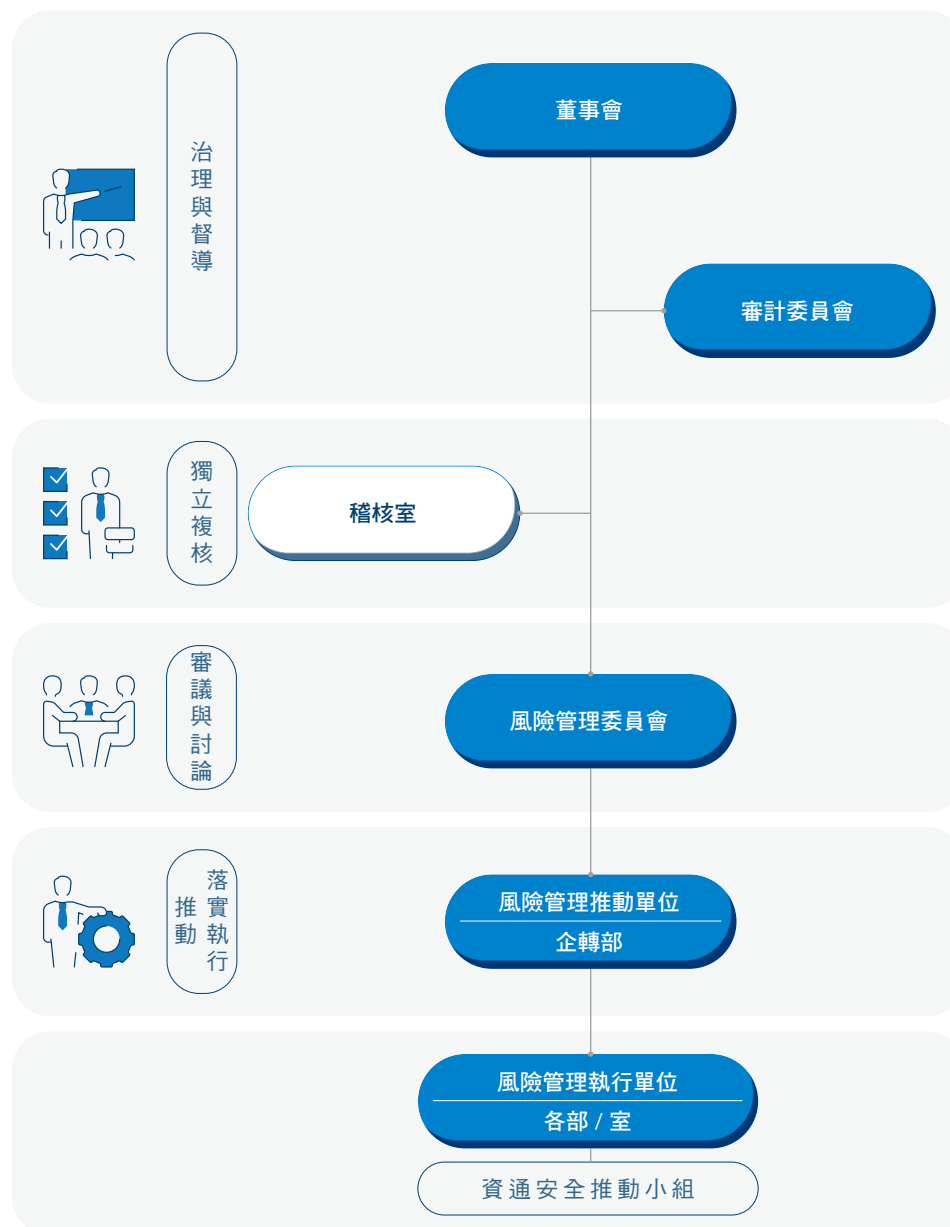 治理與督導
董事會
審計委員會
獨立複核
稽核室
審議與討論
風險管理委員會
落實執行
推動
風險管理推動單位
企轉部
風險管理執行單位
各部 / 室
資通安全推動小組